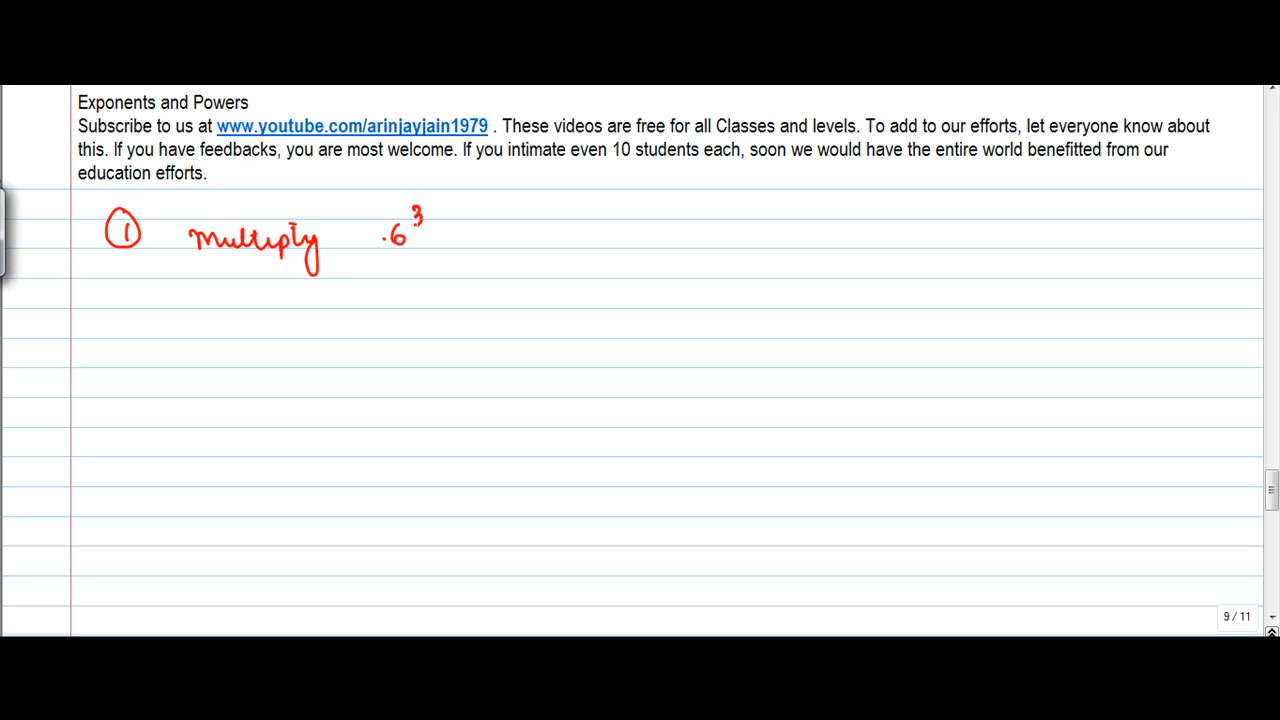 Exponents and Powers
Subscribe to us at www.youtube.com/arinjayjain1979 . These videos are free for all Classes and levels. To add to our efforts, let everyone know about
this. If you have feedbacks, you are most welcome. If you intimate even 10 students each, soon we would have the entire world benefitted from our
education efforts.
① Multiply .6³
9 / 11